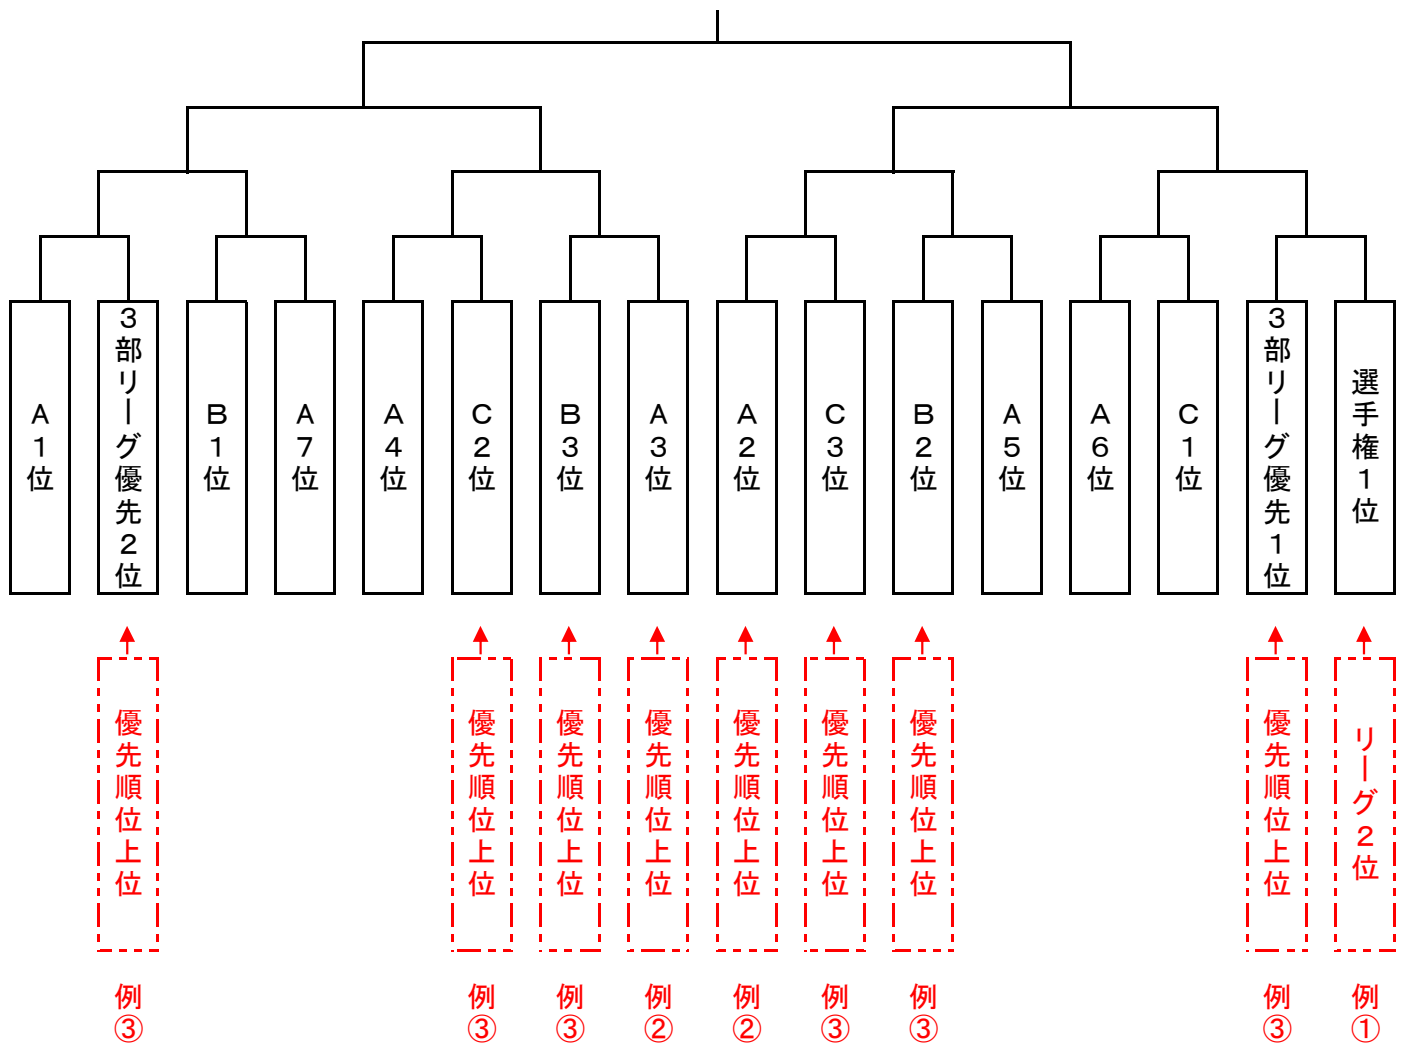 A1位
3部リーグ優先2位
B1位
A7位
A4位
C2位
B3位
A3位
A2位
C3位
B2位
A5位
A6位
C1位
3部リーグ優先1位
選手権1位
優先順位上位
優先順位上位
優先順位上位
優先順位上位
優先順位上位
優先順位上位
優先順位上位
優先順位上位
リーグ2位
例③
例③
例③
例②
例②
例③
例③
例③
例①